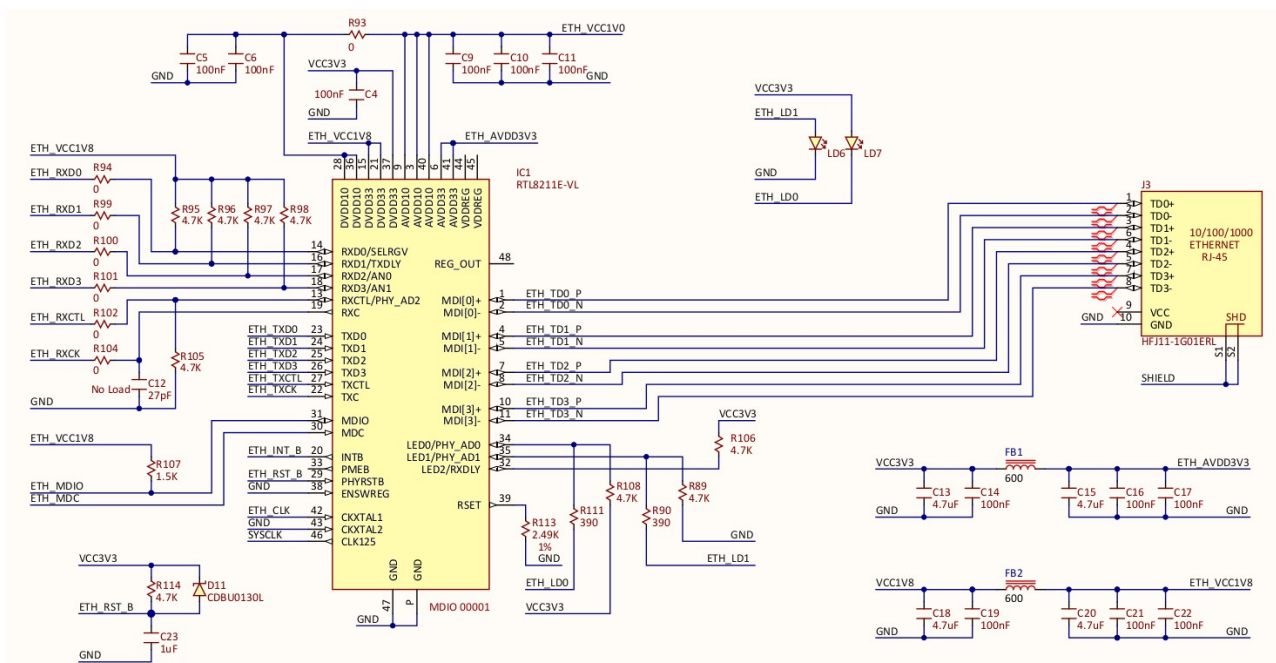 R93
0
ETH_VCC1V0
C5
100nF
C6
100nF
GND
VCC3V3
100nF
C4
GND
C9
100nF
C10
100nF
C11
100nF
GND
ETH_VCC1V8
ETH_AVDD3V3
28
36
15
21
37
9
3
40
6
41
44
45
IC1
RTL8211E-VL
DVDD10
DVDD10
DVDD33
DVDD33
DVDD33
AVDD10
AVDD10
AVDD10
AVDD33
AVDD33
VDDREG
VDDREG
ETH_VCC1V8
ETH_RXD0
R94
0
ETH_RXD1
R99
0
ETH_RXD2
R100
0
ETH_RXD3
R101
0
ETH_RXCTL
R102
0
ETH_RXCK
R104
0
R95
4.7K
R96
4.7K
R97
4.7K
R98
4.7K
R105
4.7K
No Load
C12
27pF
GND
14 RXD0/SELRGV
16 RXD1/TXDLY
17 RXD2/AN0
18 RXD3/AN1
13 RXCTL/PHY_AD2
19 RXC
ETH_TXD0 23 TXD0
ETH_TXD1 24 TXD1
ETH_TXD2 25 TXD2
ETH_TXD3 26 TXD3
ETH_TXCTL 27 TXCTL
ETH_TXCK 22 TXC
31 MDIO
30 MDC
ETH_INT_B 20 INTB
33 PMEB
ETH_RST_B 29 PHYRSTB
GND 38 ENSWREG
ETH_CLK 42 CKXTAL1
GND 43 CKXTAL2
SYSCLK 46 CLK125
REG_OUT 48
MDI[0]+ 1 ETH_TD0_P
MDI[0]- 2 ETH_TD0_N
MDI[1]+ 4 ETH_TD1_P
MDI[1]- 5 ETH_TD1_N
MDI[2]+ 7 ETH_TD2_P
MDI[2]- 8 ETH_TD2_N
MDI[3]+ 10 ETH_TD3_P
MDI[3]- 11 ETH_TD3_N
LED0/PHY_AD0 34
LED1/PHY_AD1 35
LED2/RXDLY 32
RSET 39
GND
GND
47
P
GND
MDIO 00001
ETH_VCC1V8
R107
1.5K
ETH_MDIO
ETH_MDC
VCC3V3
R114
4.7K
D11
CDBU0130L
ETH_RST_B
C23
1uF
GND
VCC3V3
R106
4.7K
R108
4.7K
R89
4.7K
R111
390
R90
390
R113
2.49K
1%
GND
GND
ETH_LD1
ETH_LD0
VCC3V3
VCC3V3
ETH_LD1
LD6
LD7
GND
ETH_LD0
J3
1 TD0+
2 TD0-
3 TD1+
6 TD1-
4 TD2+
5 TD2-
7 TD3+
8 TD3-
9 VCC
GND 10 GND
10/100/1000
ETHERNET
RJ-45
SHD
HFJ11-1G01ERL
S1
S2
SHIELD
VCC3V3
FB1
600
ETH_AVDD3V3
C13
4.7uF
C14
100nF
C15
4.7uF
C16
100nF
C17
100nF
GND
GND
VCC1V8
FB2
600
ETH_VCC1V8
C18
4.7uF
C19
100nF
C20
4.7uF
C21
100nF
C22
100nF
GND
GND